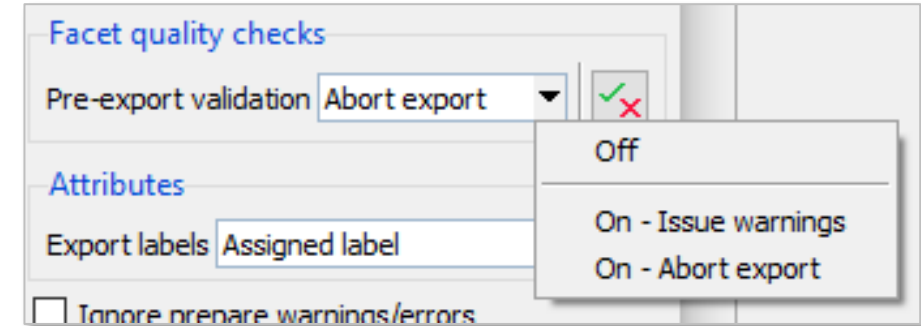 Facet quality checks
Pre-export validation Abort export
Off
Attributes
On - Issue warnings
Export labels Assigned label
On - Abort export
Ignore prepare warnings/errors